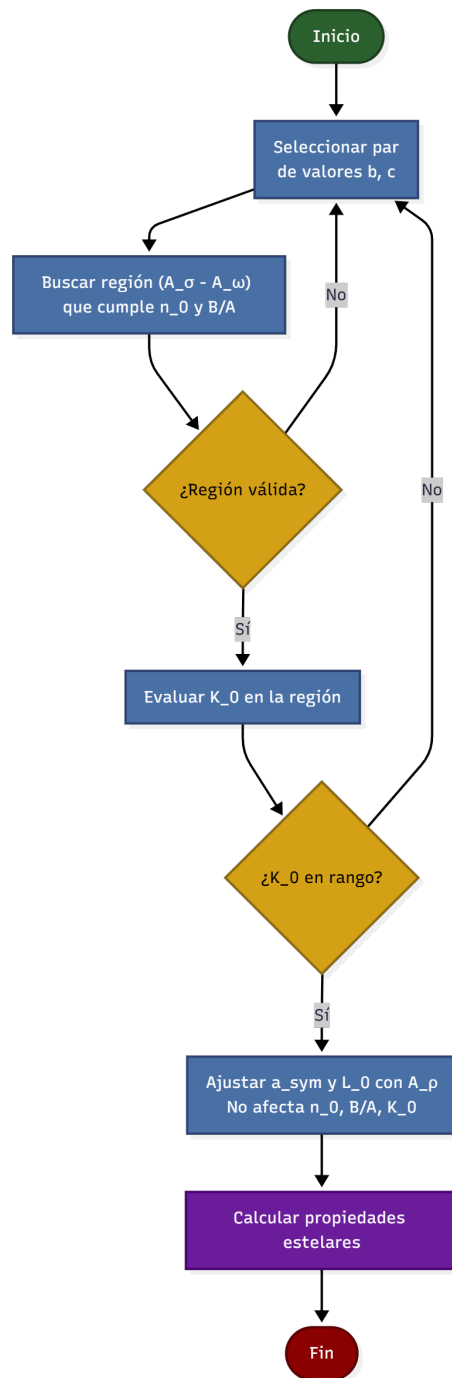 Inicio
Seleccionar par
de valores b, c
Buscar región (A_σ - A_ω)
que cumple n_0 y B/A
No
¿Región válida?
No
Sí
Evaluar K_0 en la región
¿K_0 en rango?
Sí
Ajustar a_sym y L_0 con A_ρ
No afecta n_0, B/A, K_0
Calcular propiedades
estelares
Fin